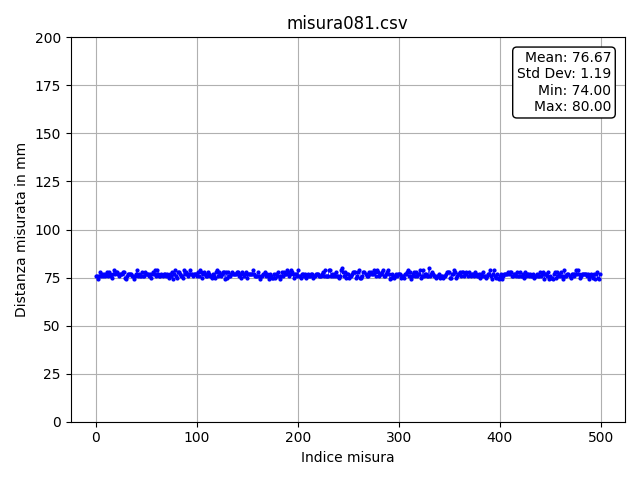 misura081.csv
Mean: 76.67
Std Dev: 1.19
Min: 74.00
Max: 80.00
Distanza misurata in mm
200
175
150
125
100
75
50
25
0
0 100 200 300 400 500
Indice misura